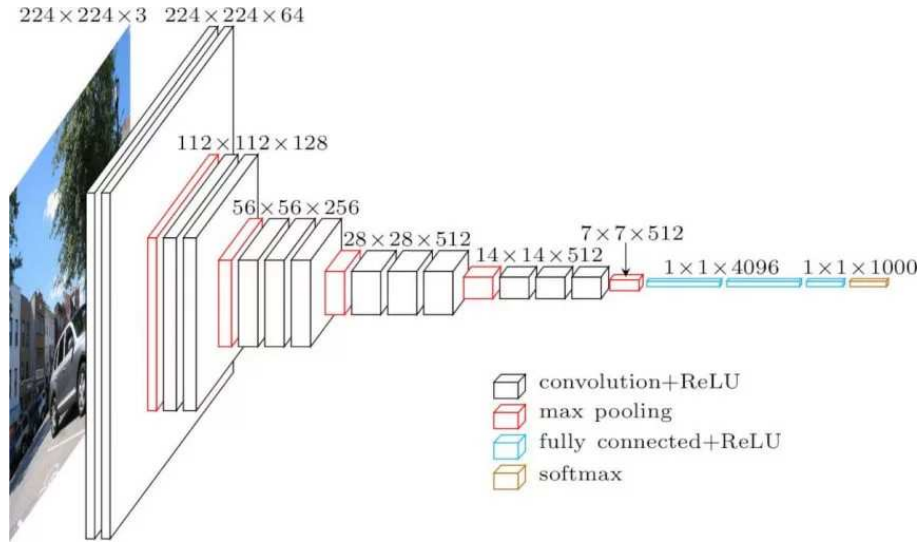 224×224×3
224×224×64
112×112×128
56×56×256
28×28×512
14×14×512
7×7×512
1×1×4096
1×1×1000
convolution+ReLU
max pooling
fully connected+ReLU
softmax